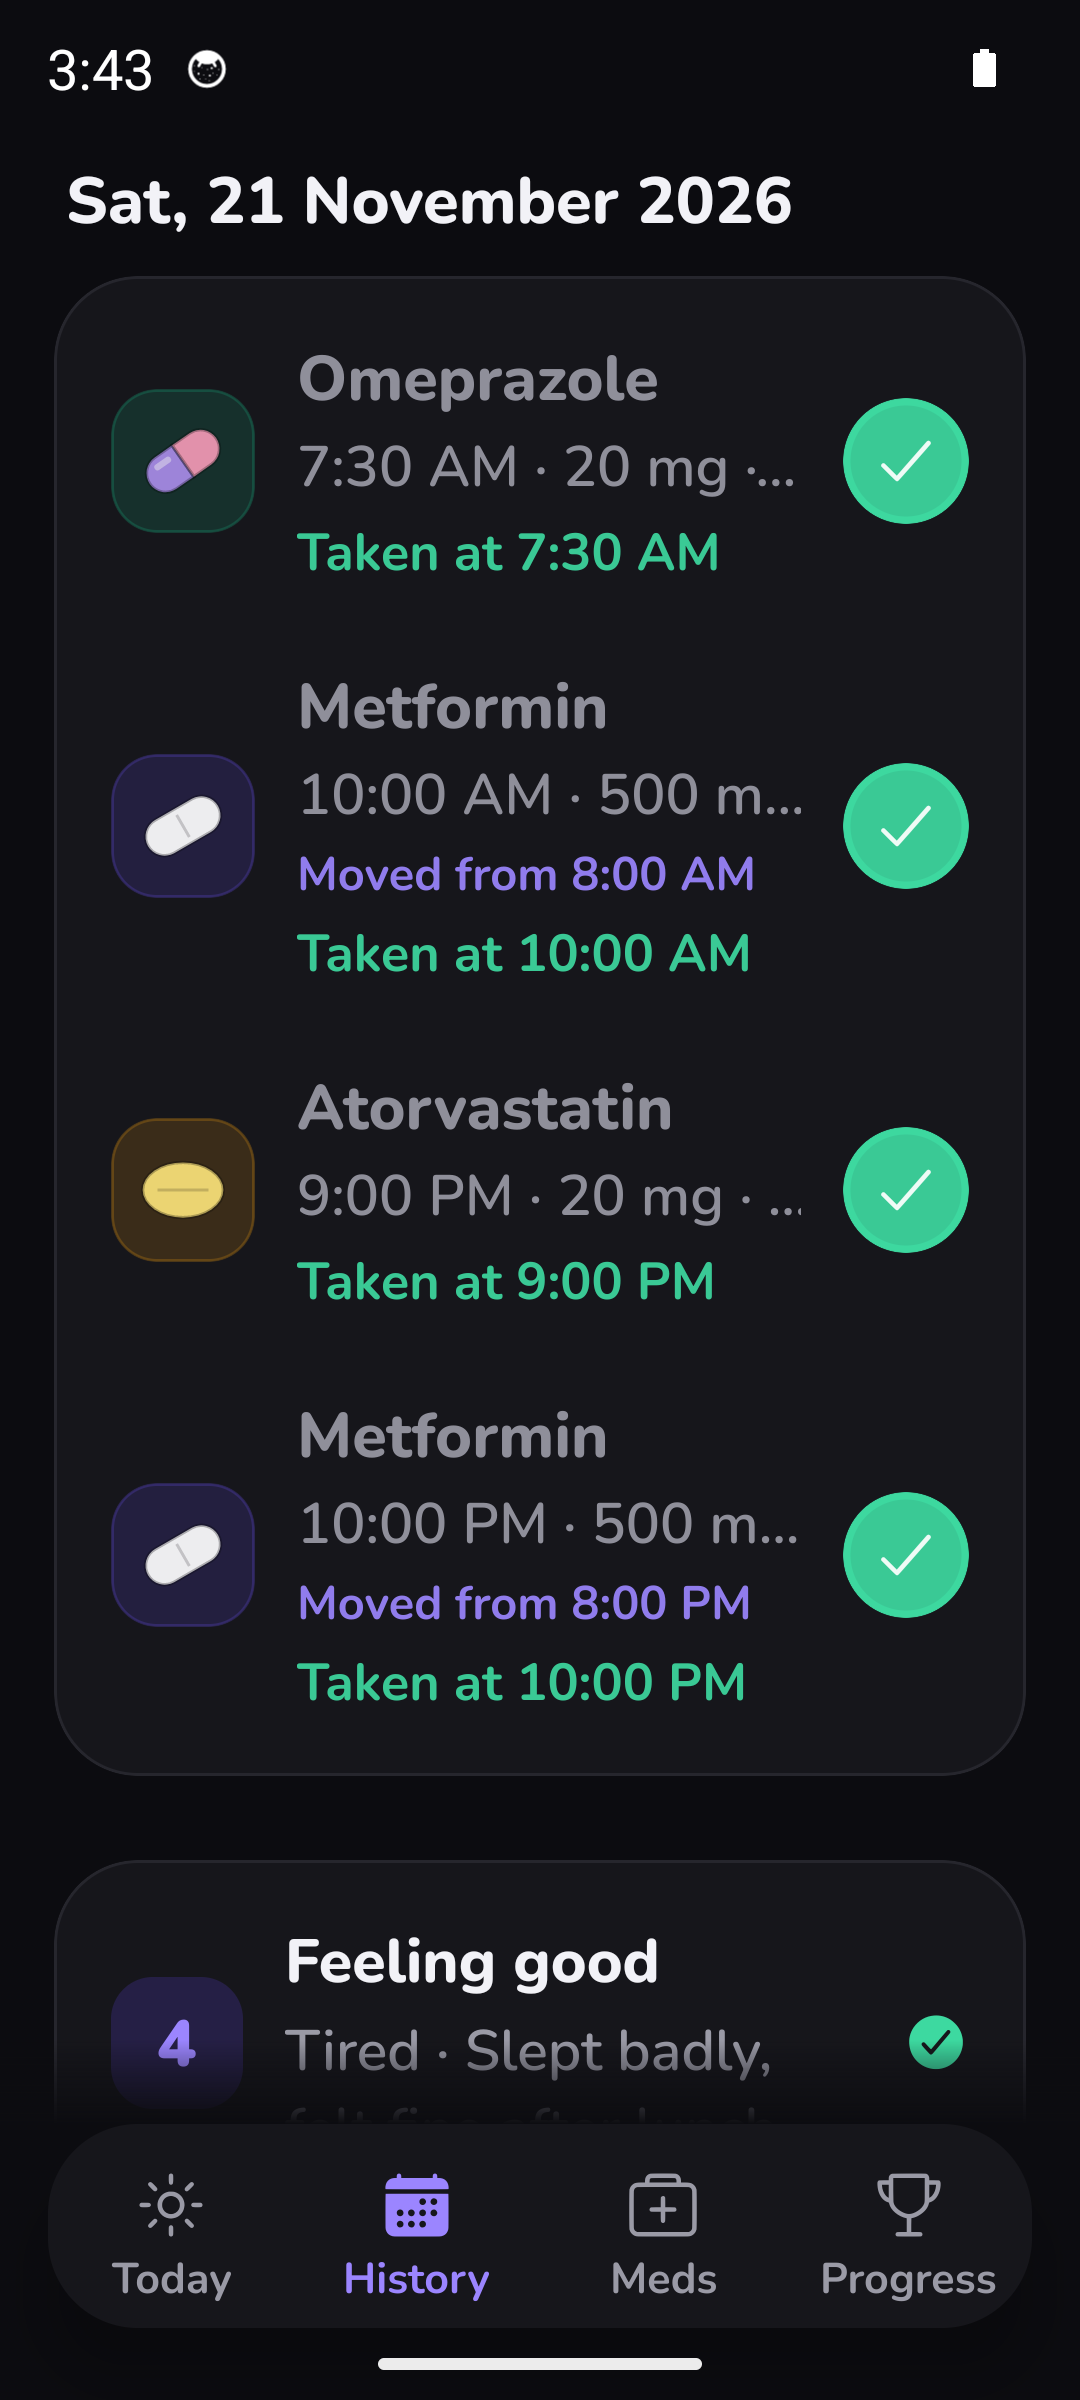 3:43
Sat, 21 November 2026
Omeprazole
7:30 AM · 20 mg ·...
Taken at 7:30 AM
Metformin
10:00 AM · 500 m...
Moved from 8:00 AM
Taken at 10:00 AM
Atorvastatin
9:00 PM · 20 mg · ...
Taken at 9:00 PM
Metformin
10:00 PM · 500 m...
Moved from 8:00 PM
Taken at 10:00 PM
Feeling good
4
Tired · Slept badly,
Today
History
Meds
Progress